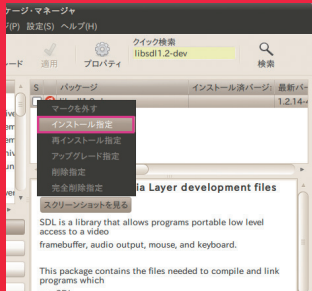 ケージ・マネージャ
ジ(P) 設定(S) ヘルプ(H)
クイック検索
libsdl1.2-dev
レード 適用 プロパティ 検索
S パッケージ インストール済バージ: 最新バー
1.2.14-
マークを外す
インストール指定
再インストール指定
アップグレード指定
削除指定
完全削除指定
ia Layer development files
スクリーンショットを見る
SDL is a library that allows programs portable low level
access to a video
framebuffer, audio output, mouse, and keyboard.
This package contains the files needed to compile and link
programs which